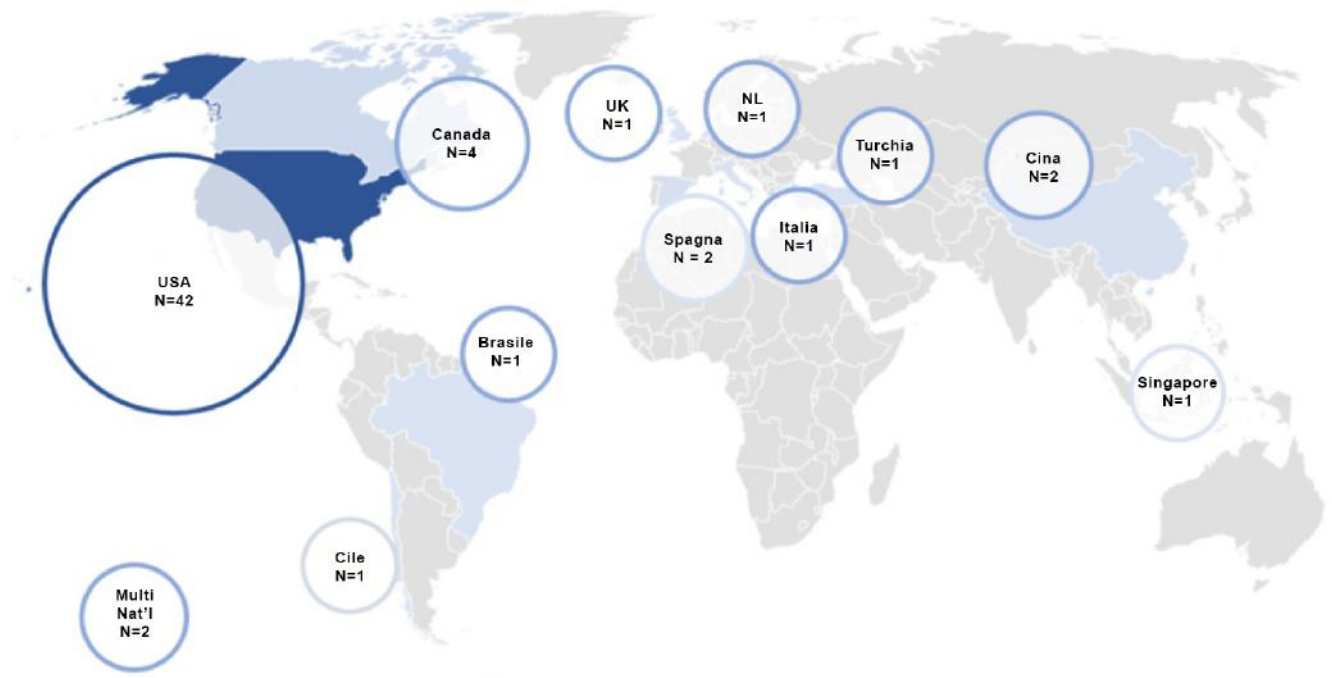 UK
N=1
NL
N=1
Canada
N=4
Turchia
N=1
Cina
N=2
Spagna
N = 2
Italia
N=1
USA
N=42
Brasile
N=1
Singapore
N=1
Cile
N=1
Multi
Nat'l
N=2